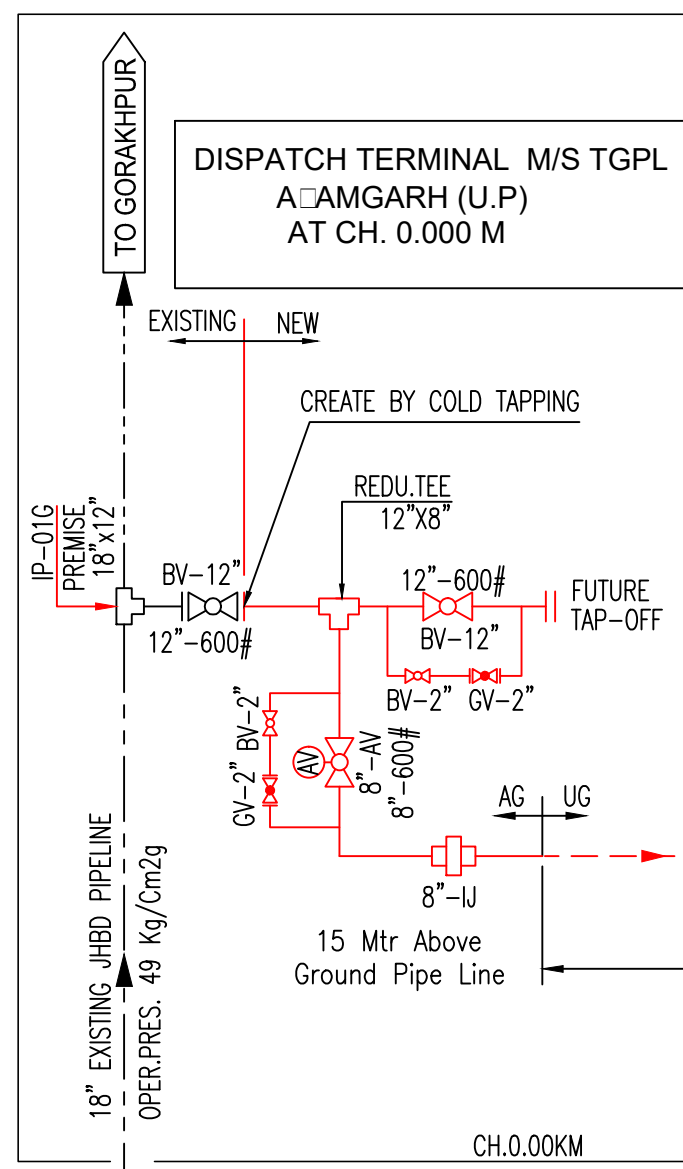 TO GORAKHPUR
DISPATCH TERMINAL M/S TGPL
A□AMGARH (U.P)
AT CH. 0.000 M
EXISTING
NEW
CREATE BY COLD TAPPING
IP-01G
PREMISE
18"x12"
REDU.TEE
12"X8"
BV-12"
12"-600#
12"-600#
BV-12"
FUTURE
TAP-OFF
BV-2"
GV-2"
BV-2"
GV-2"
AV
8"-AV
8"-600#
AG
UG
8"-IJ
15 Mtr Above
Ground Pipe Line
18" EXISTING JHBD PIPELINE
OPER.PRES. 49 Kg/Cm2g
CH.0.00KM